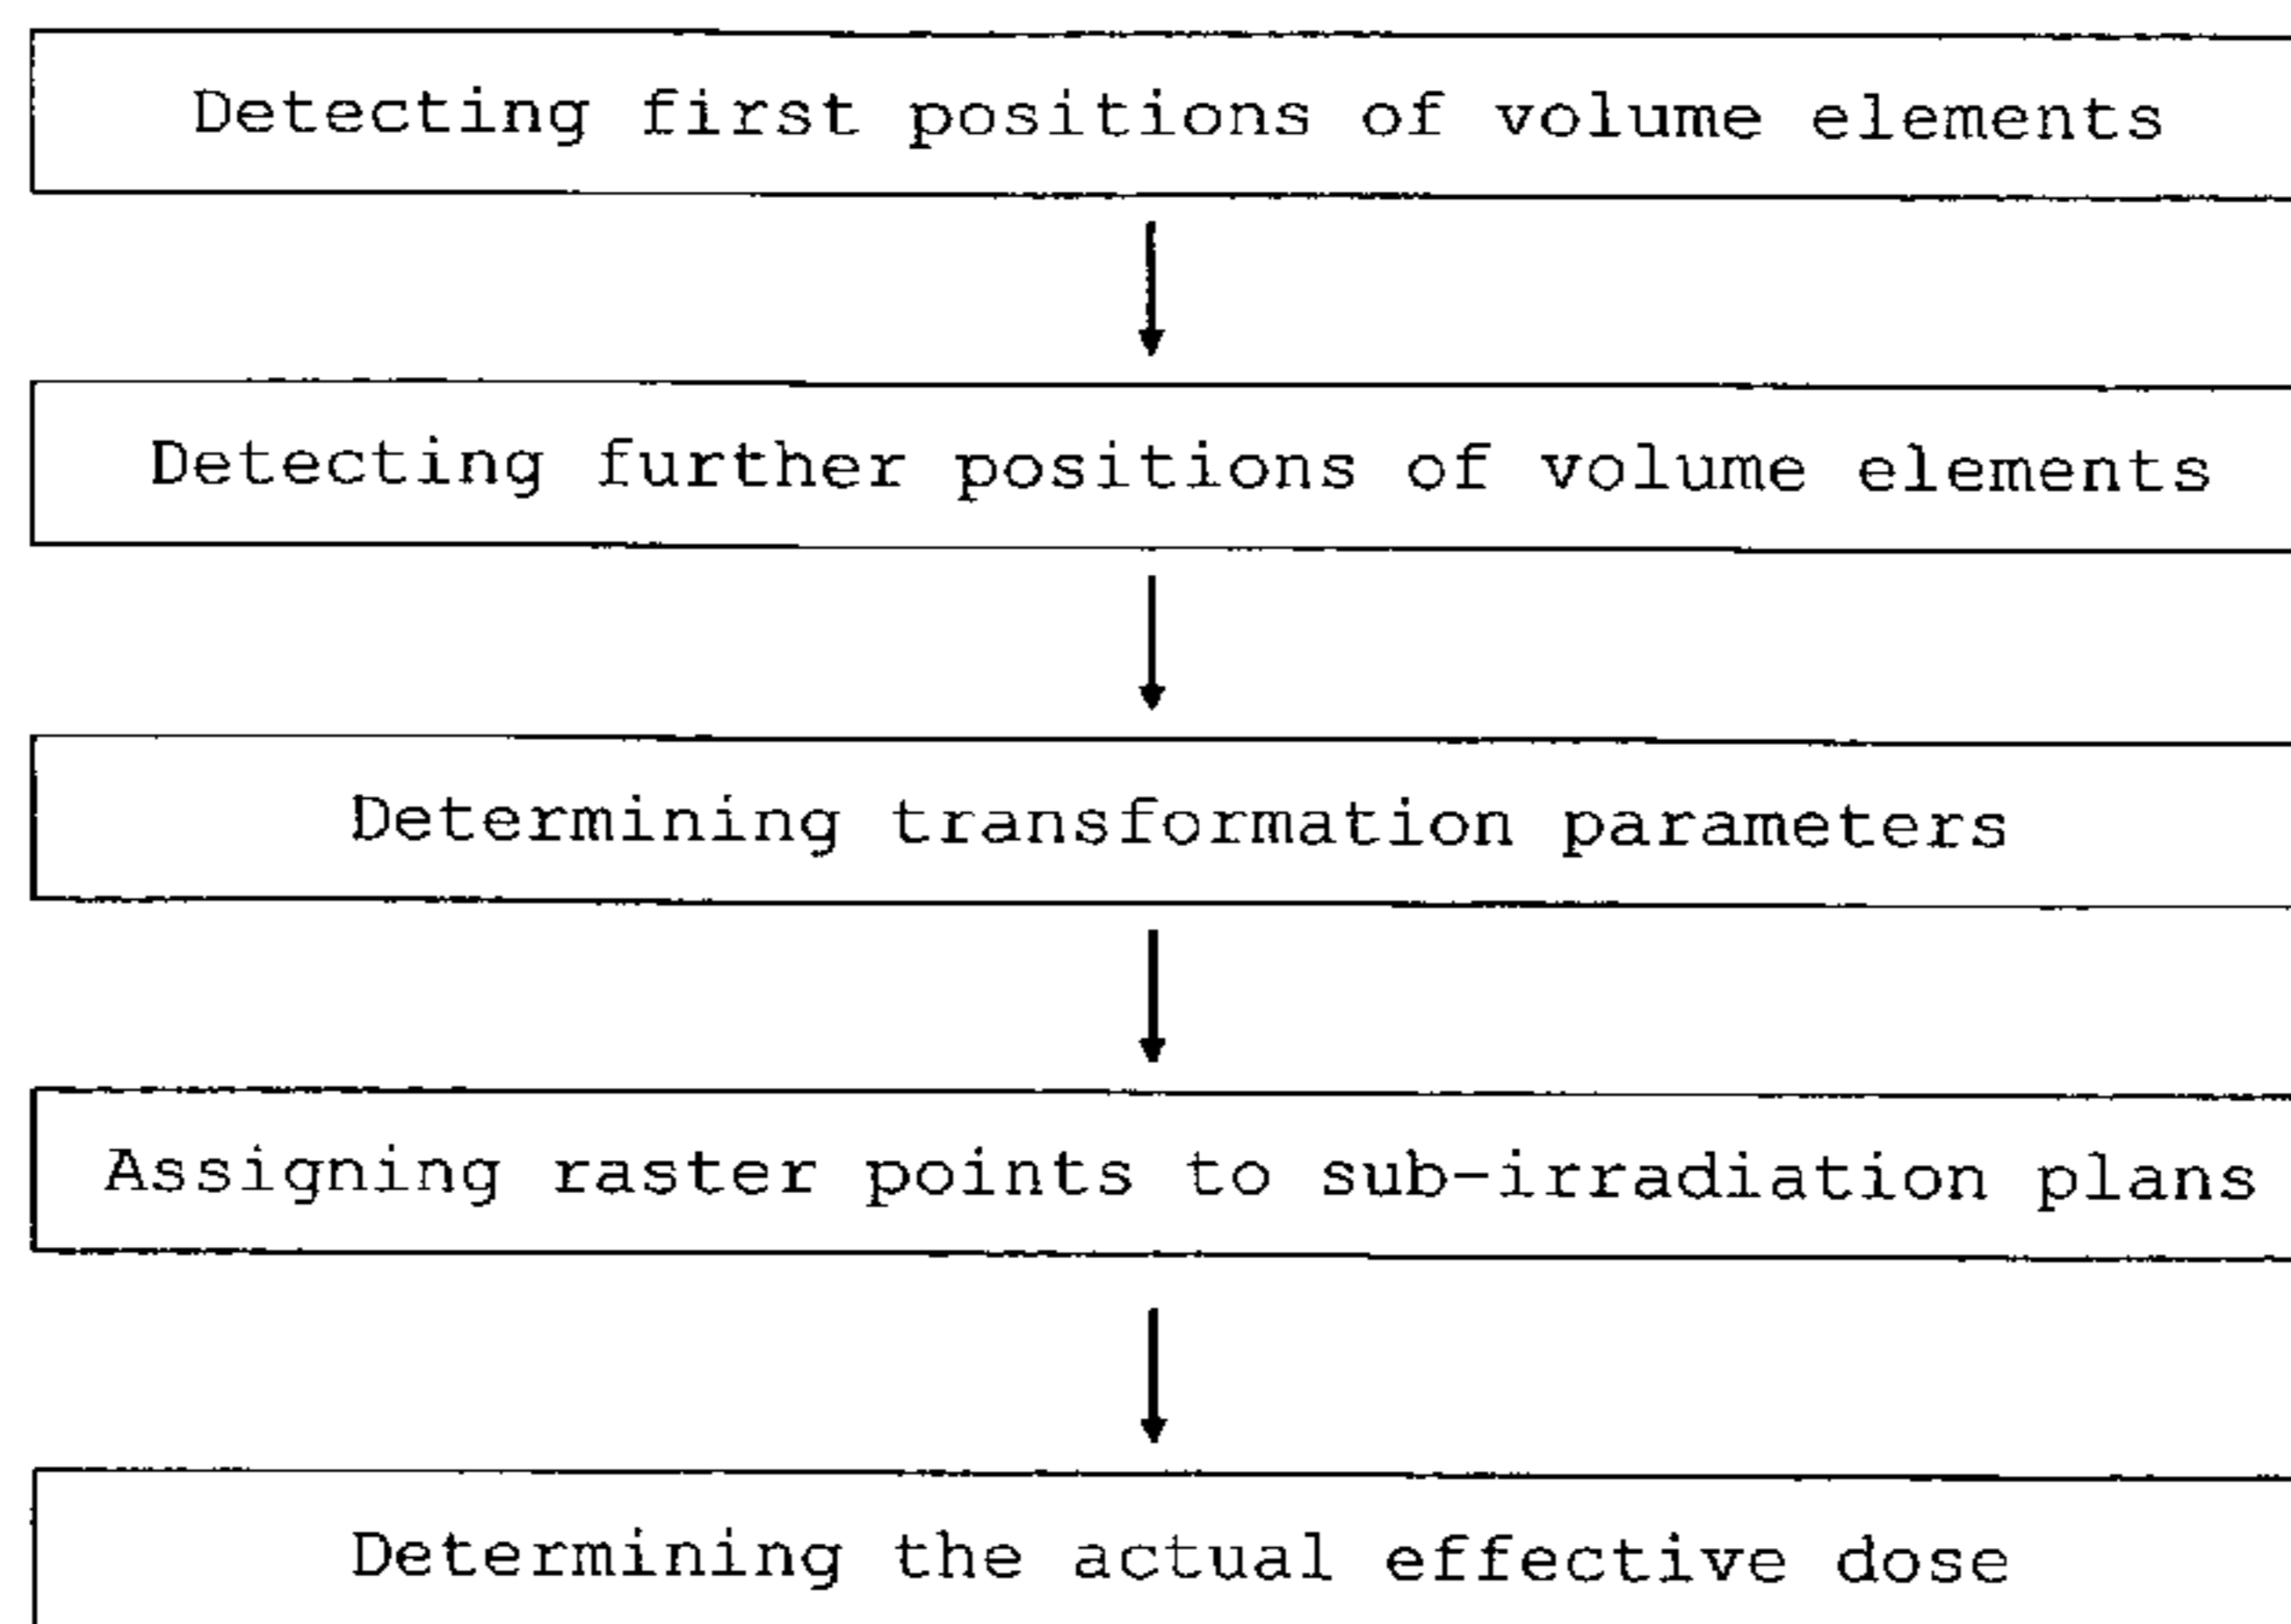 Detecting first positions of volume elements
Detecting further positions of volume elements
Determining transformation parameters
Assigning raster points to sub-irradiation plans
Determining the actual effective dose